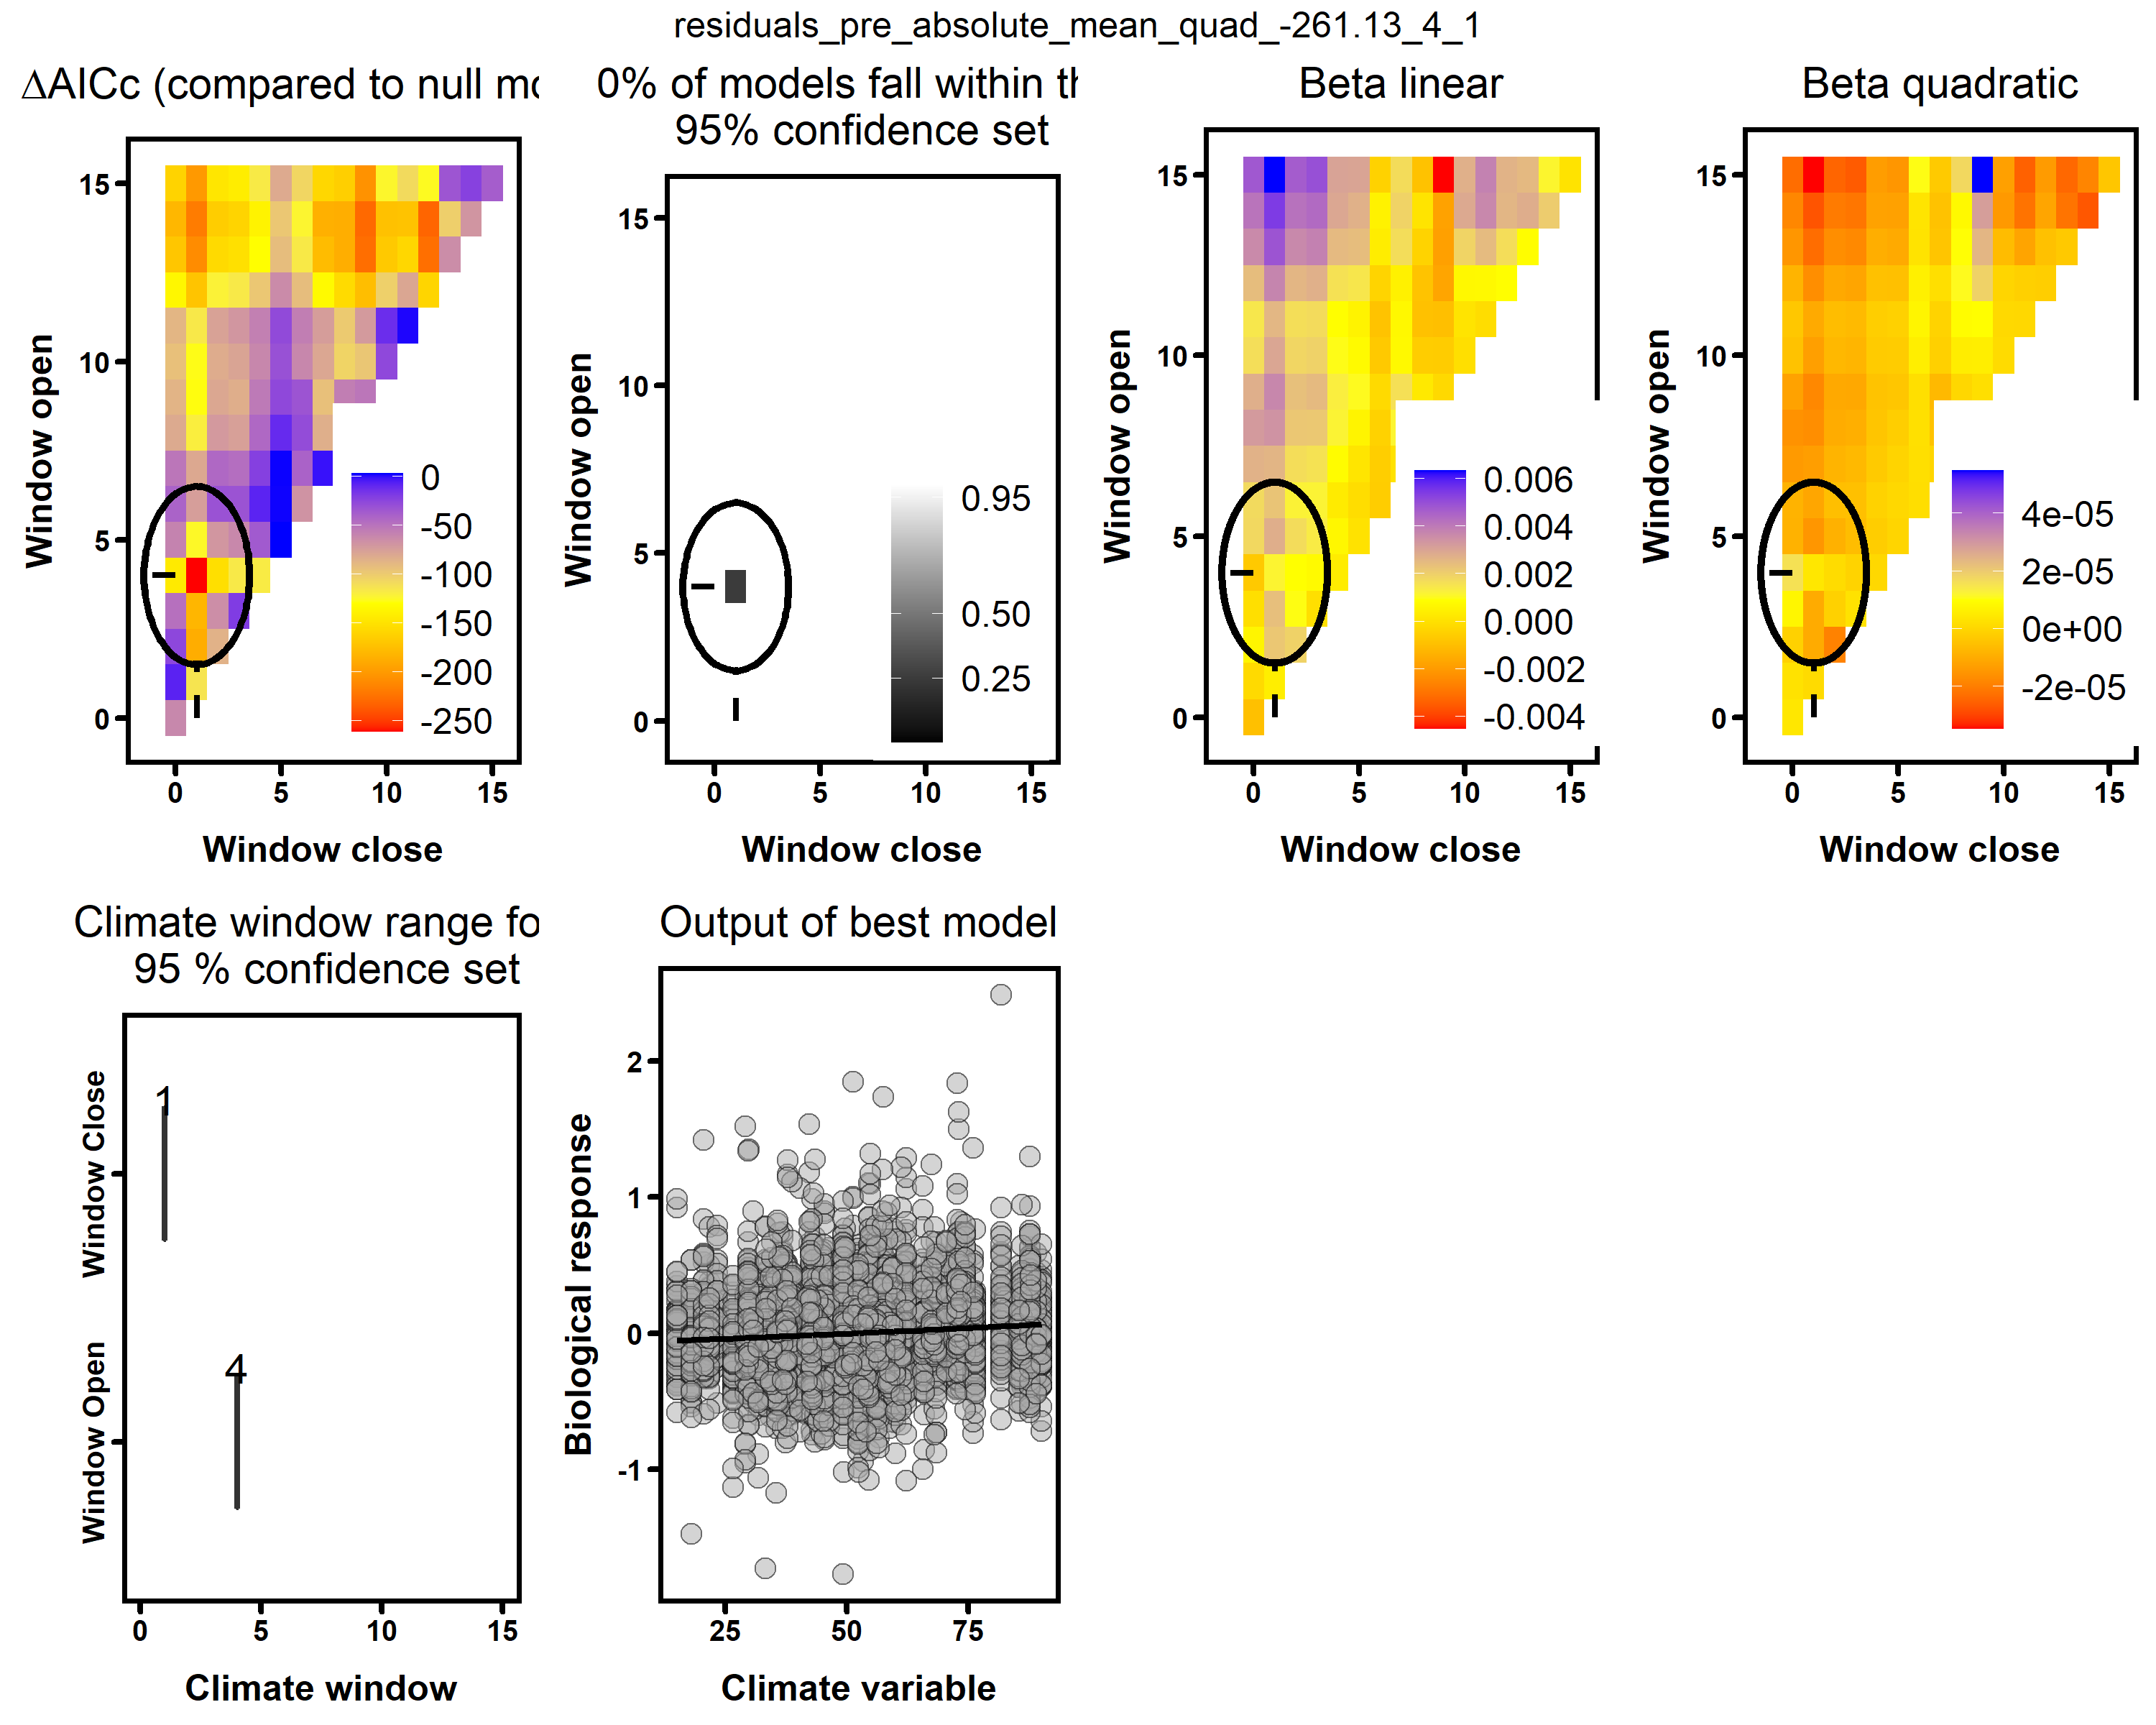 residuals_pre_absolute_mean_quad_-261.13_4_1
ΔAICc (compared to null mo
15
10
5
0
0
-50
-100
-150
-200
-250
0 5 10 15
Window open
Window close
0% of models fall within th
95% confidence set
15
10
5
0
0.95
0.50
0.25
0 5 10 15
Window open
Window close
Beta linear
15
10
5
0
0.006
0.004
0.002
0.000
-0.002
-0.004
0 5 10 15
Window open
Window close
Beta quadratic
15
10
5
0
4e-05
2e-05
0e+00
-2e-05
0 5 10 15
Window open
Window close
Climate window range fo
95 % confidence set
Window Close
Window Open
1
4
0 5 10 15
Climate window
Output of best model
2
1
0
-1
25 50 75
Biological response
Climate variable